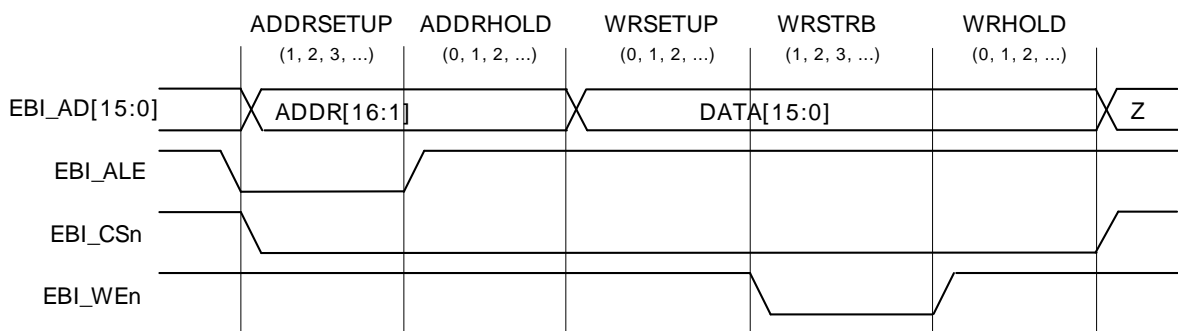 ADDRSETUP ADDRHOLD WRSETUP WRSTRB WRHOLD
(1, 2, 3, ...) (0, 1, 2, ...) (0, 1, 2, ...) (1, 2, 3, ...) (0, 1, 2, ...)
EBI_AD[15:0] ADDR[16:1] DATA[15:0] Z
EBI_ALE
EBI_CSn
EBI_WEn